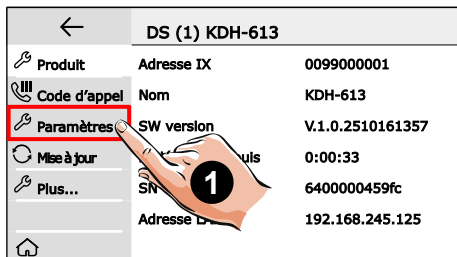 DS (1) KDH-613
Produit
Code d'appel
Paramètres
Mise à jour
Plus...
Adresse IX 0099000001
Nom KDH-613
SW version V.1.0.2510161357
0:00:33
SN 6400000459fc
Adresse 192.168.245.125
1